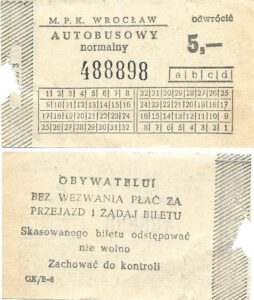 M. P. K. WROCŁAW
odwrócić
AUTOBUSOWY
normalny
5,—
488898
a b c d
1 2 3 4 5 6 7 8 32 31 30 29 28 27 26 25
9 10 11 12 13 14 15 16 24 23 22 21 20 19 18 17
17 18 19 20 21 22 23 24 16 15 14 13 12 11 10 9
25 26 27 28 29 30 31 32 8 7 6 5 4 3 2 1
OBYWATELU!
BEZ WEZWANIA PŁAĆ ZA
PRZEJAZD i ŻĄDAJ BILETU
Skasowanego biletu odstępować
nie wolno
Zachować do kontroli
GK/B-6